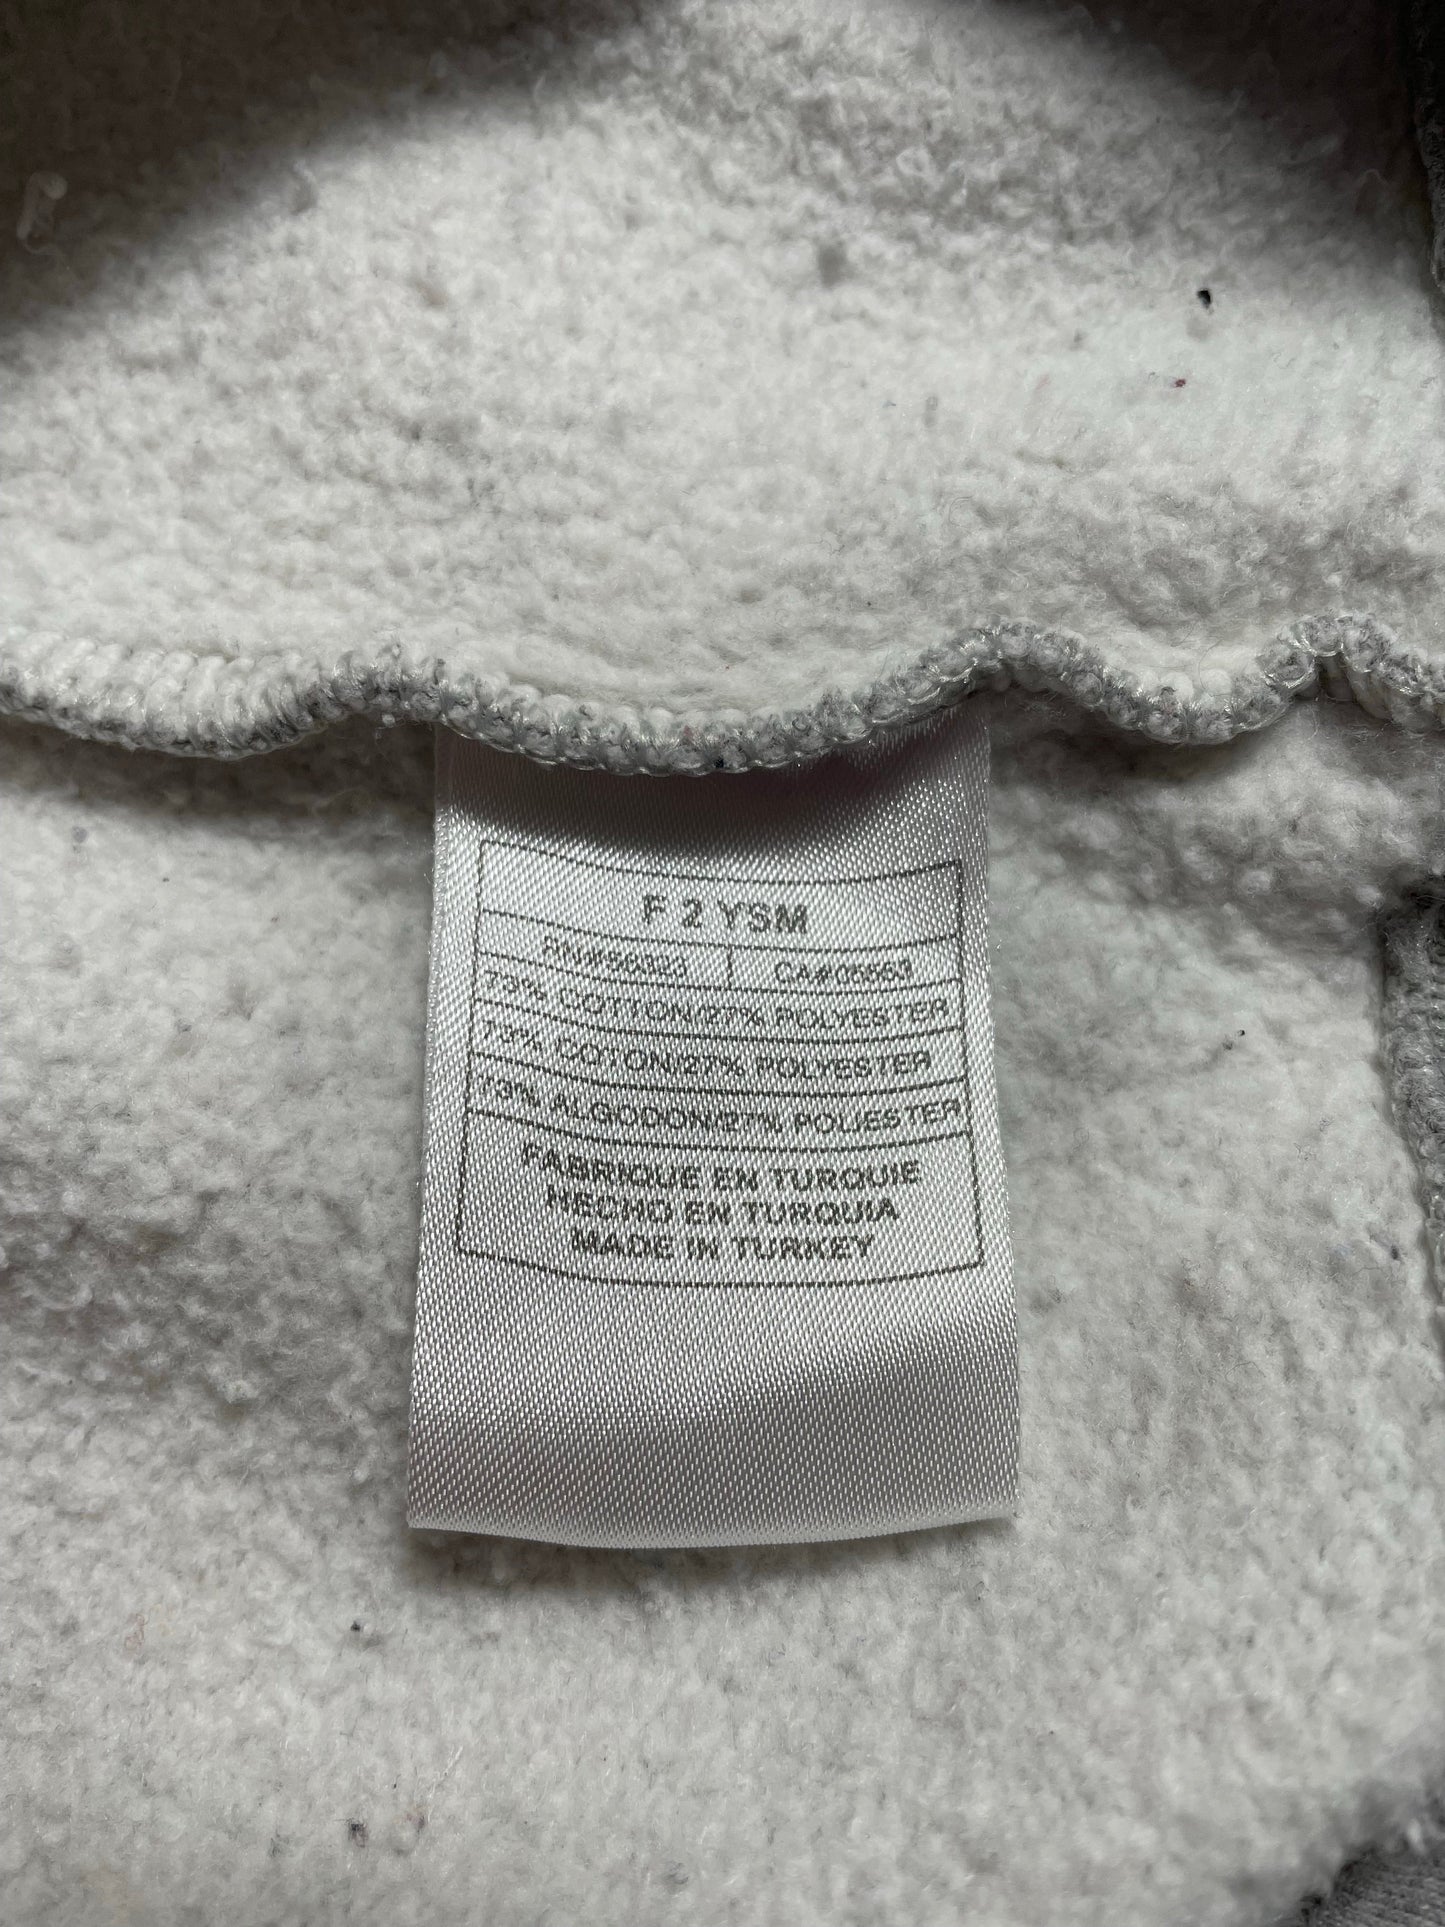 F 2 YSM
RN#56323 CA#05553
73% COTTON/27% POLYESTER
73% COTON/27% POLYESTER
73% ALGODON/27% POLIESTER
FABRIQUE EN TURQUIE
HECHO EN TURQUIA
MADE IN TURKEY